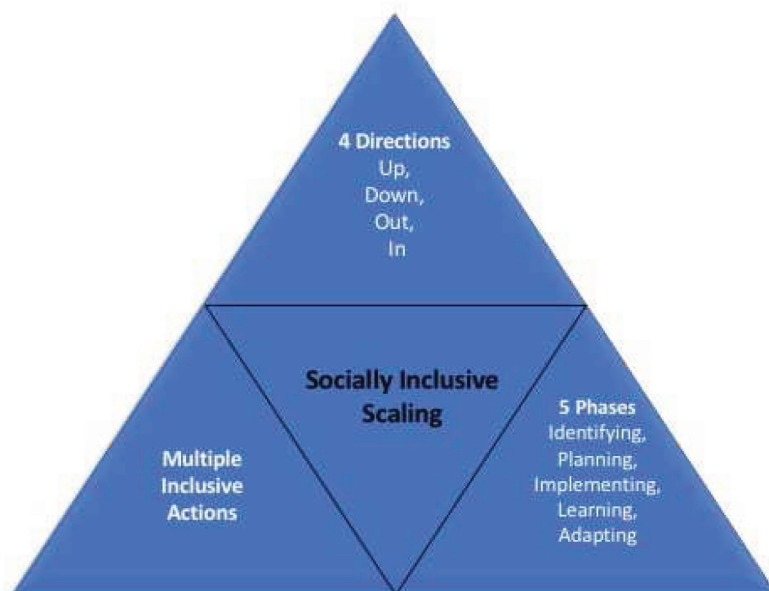 4 Directions
Up,
Down,
Out,
In
Socially Inclusive
Scaling
Multiple
Inclusive
Actions
5 Phases
Identifying,
Planning,
Implementing,
Learning,
Adapting